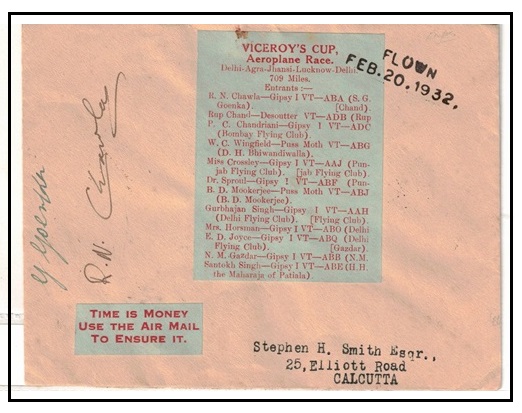 VICEROY'S CUP,
Aeroplane Race.
Delhi-Agra-Jhansi-Lucknow-Delhi.
709 Miles.
Entrants :—
R. N. Chawla—Gipsy I VT—ABA (S. G.
Goenka). [Chand)
Rup Chand—Desoutter VT—ADB (Rup
P. C. Chandriani—Gipsy I VT—ADC
(Bombay Flying Club).
W. C. Wingfield—Puss Moth VT—ABG
(D. H. Bhiwandiwalla).
Miss Crossley—Gipsy I VT—AAJ (Pun-
jab Flying Club). [jab Flying Club).
Dr. Sproul—Gipsy I VT—ABF (Pun-
B. D. Mookerjee—Puss Moth VT—ABJ
(B. D. Mookerjee).
Gurbhajan Singh—Gipsy I VT—AAH
(Delhi Flying Club). [Flying Club).
Mrs. Horsman—Gipsy I VT—ABO (Delhi
E. D. Joyce—Gipsy I VT—ABQ (Delhi
Flying Club). [Gazdar).
N. M. Gazdar—Gipsy I VT—ABB (N.M.
Santokh Singh—Gipsy I VT—ABE (H.H.
the Maharaja of Patiala).
FLOWN
FEB. 20. 1932.
R. N. Chawla
TIME IS MONEY
USE THE AIR MAIL
TO ENSURE IT.
Stephen H. Smith Esqr.,
25, Elliott Road
CALCUTTA